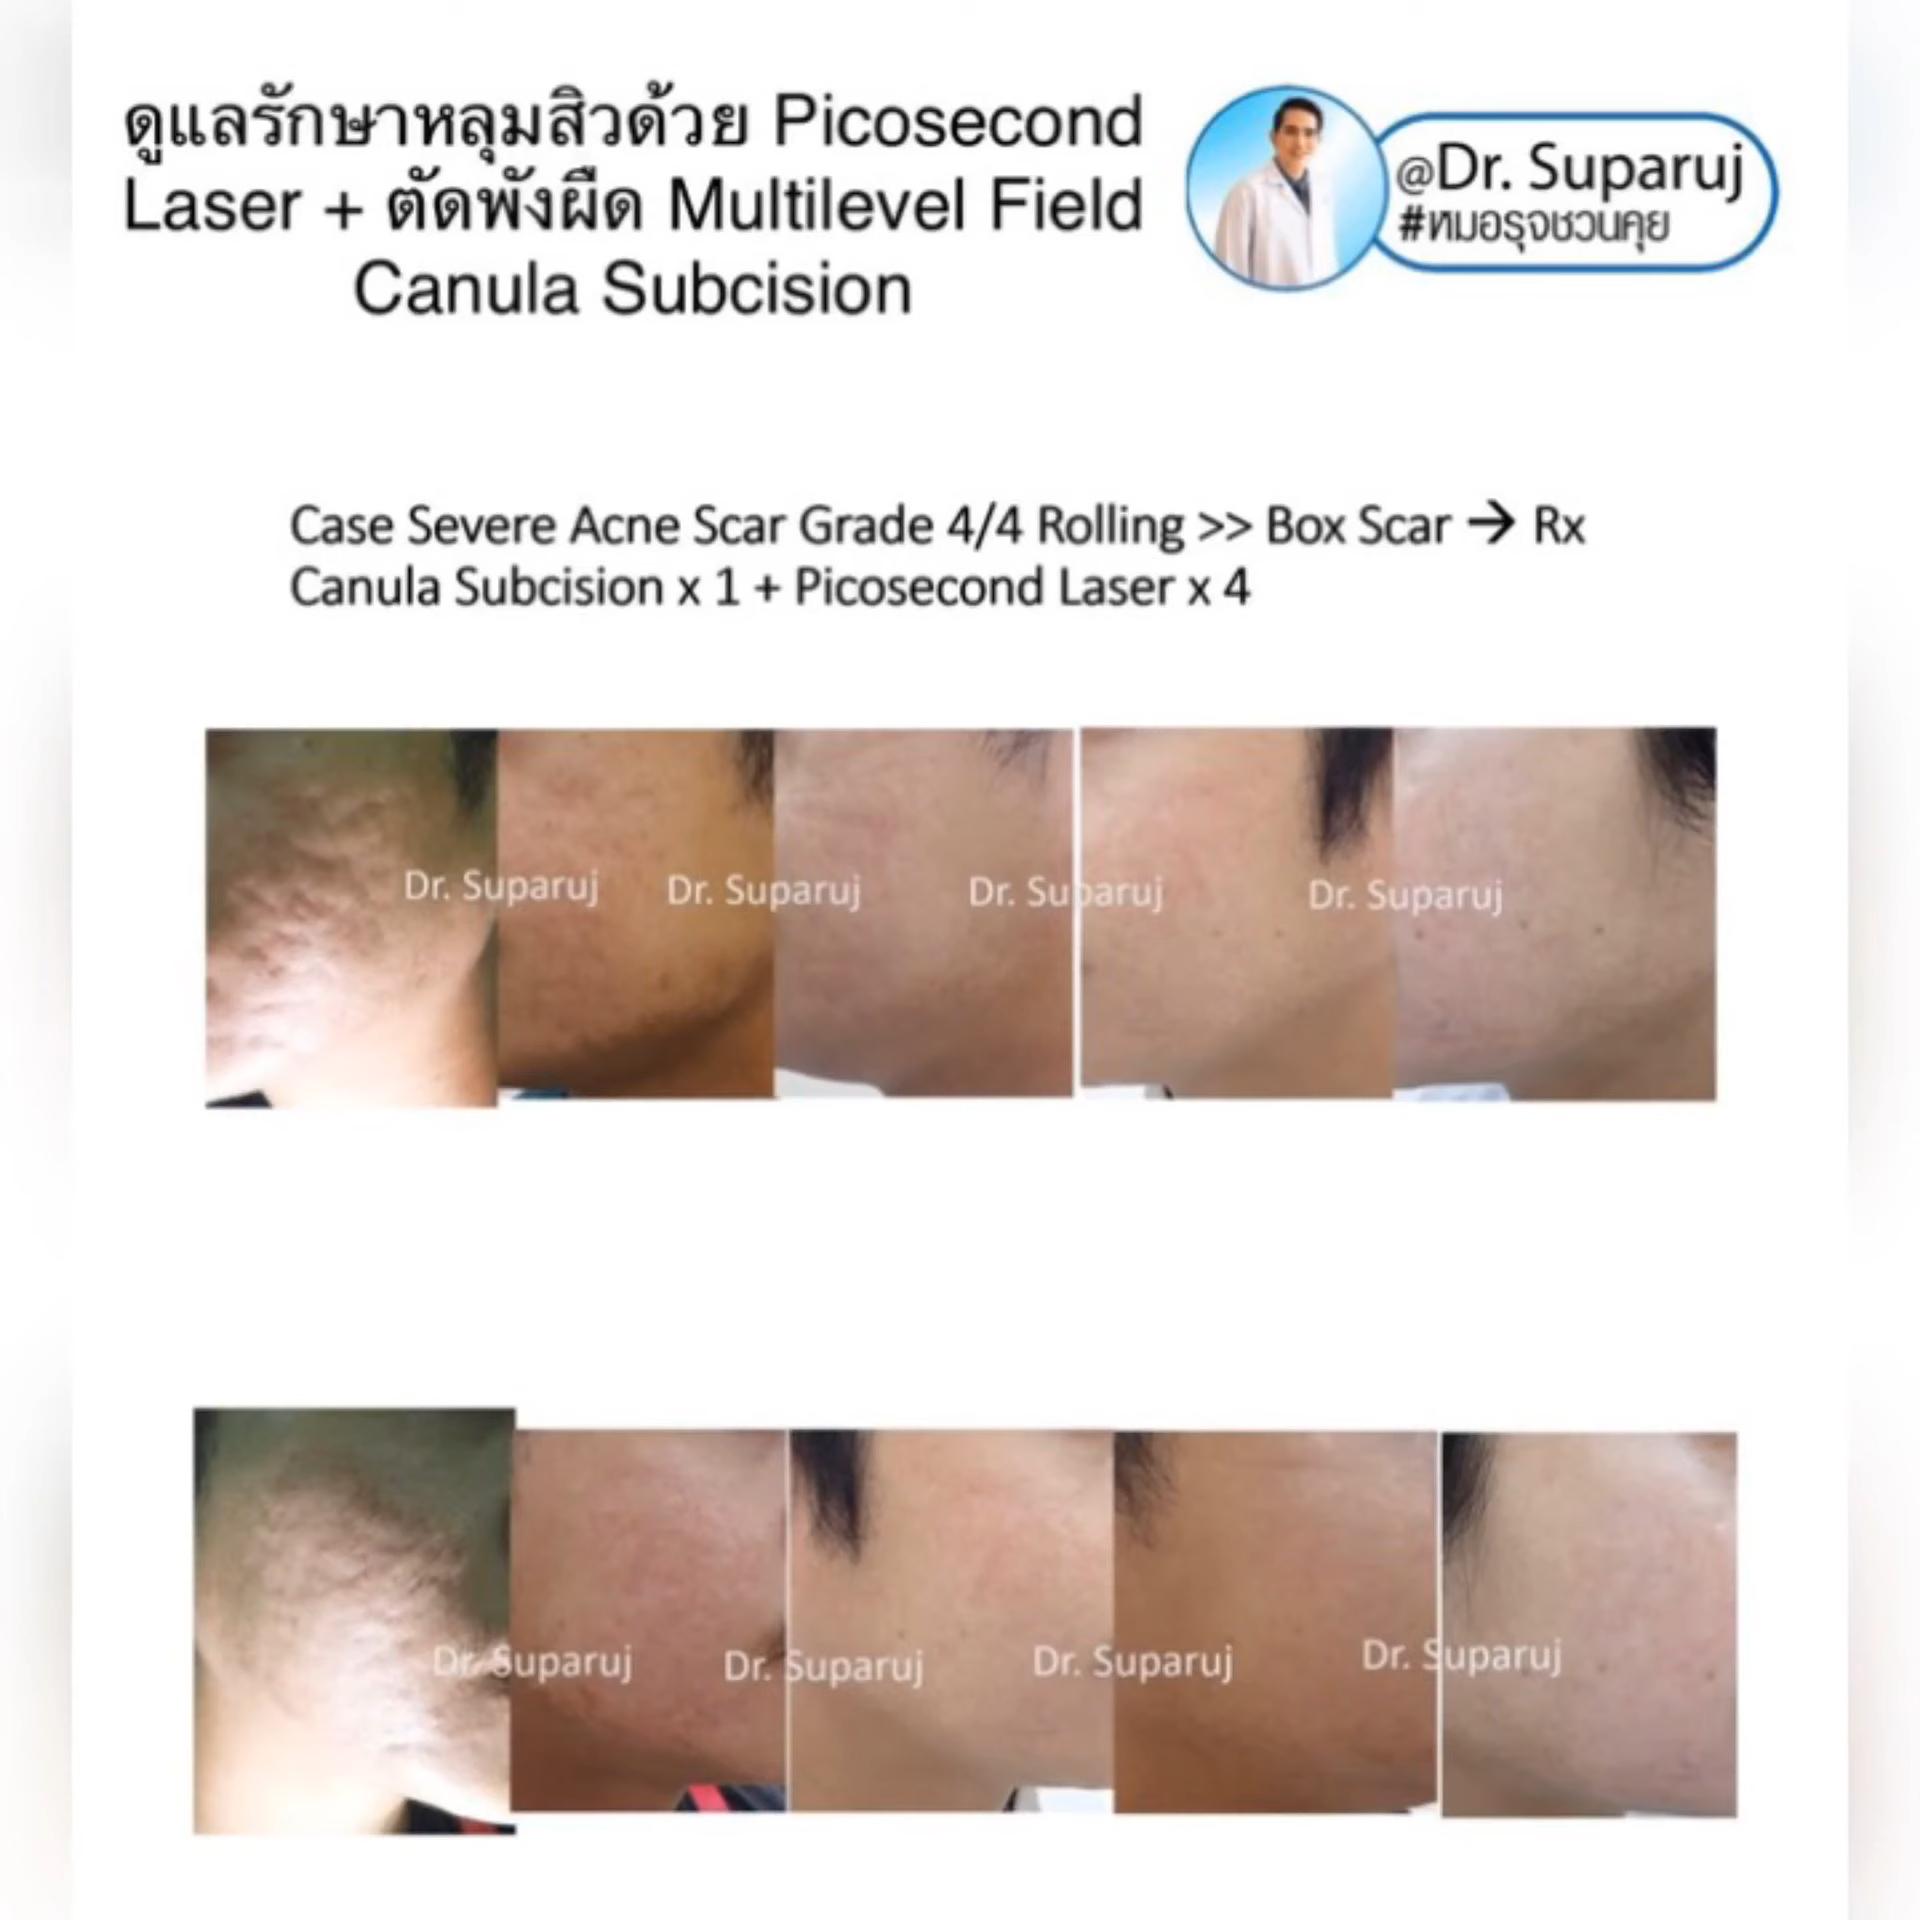 ดูแลรักษาหลุมสิวด้วย Picosecond
Laser + ตัดพังผืด Multilevel Field
Canula Subcision
@Dr. Suparuj
#หมอรุจชวนคุย
Case Severe Acne Scar Grade 4/4 Rolling >> Box Scar → Rx
Canula Subcision x 1 + Picosecond Laser x 4
Dr. Suparuj Dr. Suparuj Dr. Suparuj Dr. Suparuj
Dr. Suparuj Dr. Suparuj Dr. Suparuj Dr. Suparuj